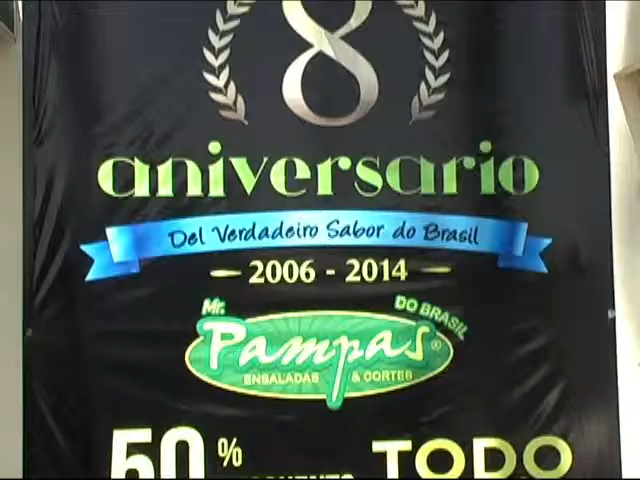 8
aniversario
Del Verdadeiro Sabor do Brasil
2006 - 2014
Mr. DO BRASIL
Pampas®
ENSALADAS & CORTES
50% TODO